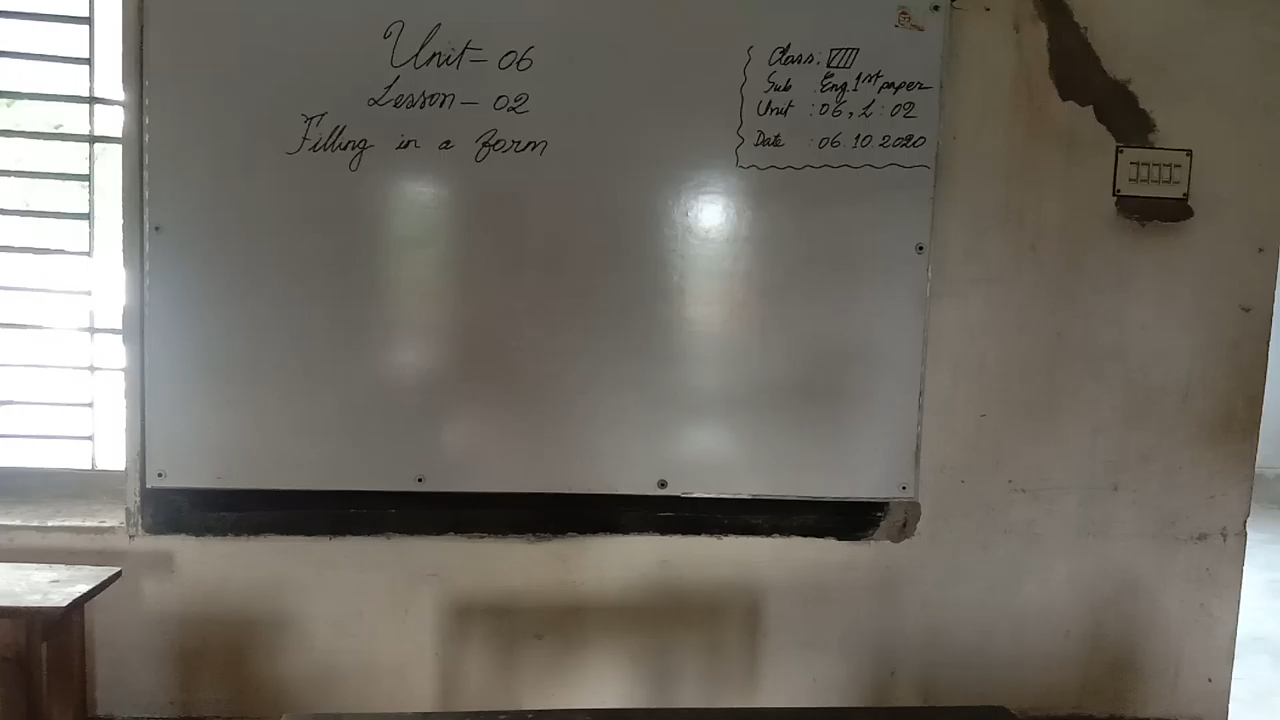 Unit - 06
Lesson - 02
Filling in a form
Class: VIII
Sub : Eng. 1st paper
Unit : 06, L : 02
Date : 06.10.2020